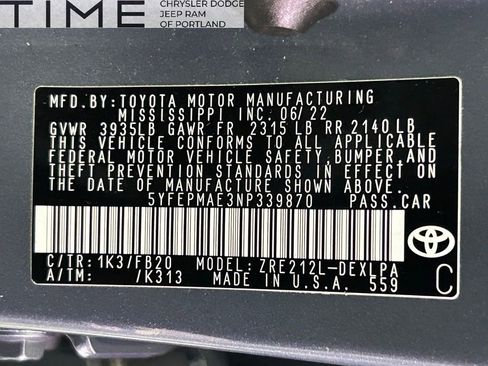 TIME
CHRYSLER DODGE
JEEP RAM
OF PORTLAND
MFD. BY: TOYOTA MOTOR MANUFACTURING
MISSISSIPPI INC. 06/22
GVWR 3935LB GAWR FR 2315 LB RR 2140 LB
THIS VEHICLE CONFORMS TO ALL APPLICABLE
FEDERAL MOTOR VEHICLE SAFETY, BUMPER, AND
THEFT PREVENTION STANDARDS IN EFFECT ON
THE DATE OF MANUFACTURE SHOWN ABOVE.
5YFEPMAE3NP339870 PASS. CAR
C/TR: 1K3/FB20 MODEL: ZRE212L-DEXLPA
A/TM: /K313 MADE IN U.S.A. 559
TOYOTA
C